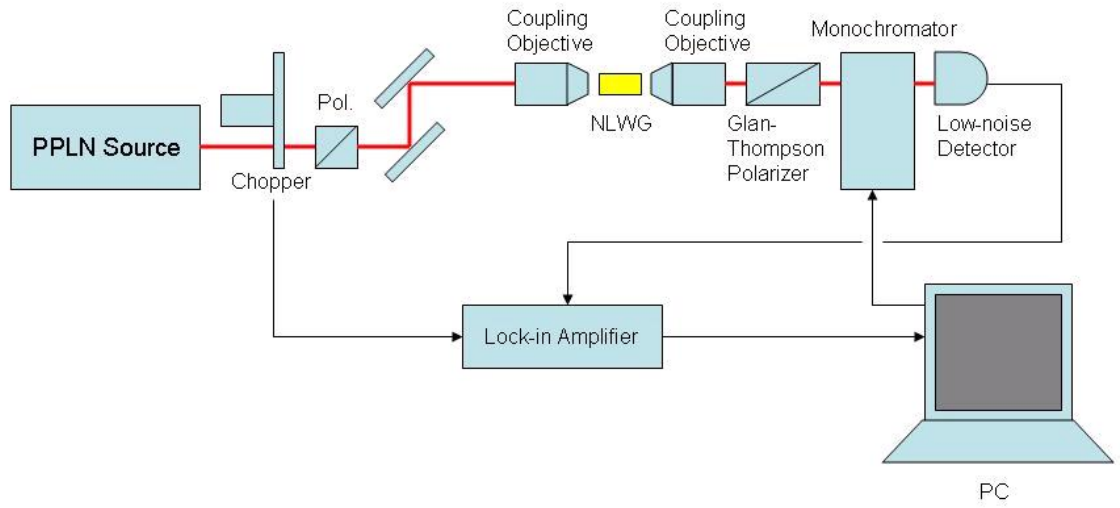 Coupling
Objective
Coupling
Objective
Monochromator
Pol.
PPLN Source
NLWG
Glan-
Thompson
Polarizer
Low-noise
Detector
Chopper
Lock-in Amplifier
PC